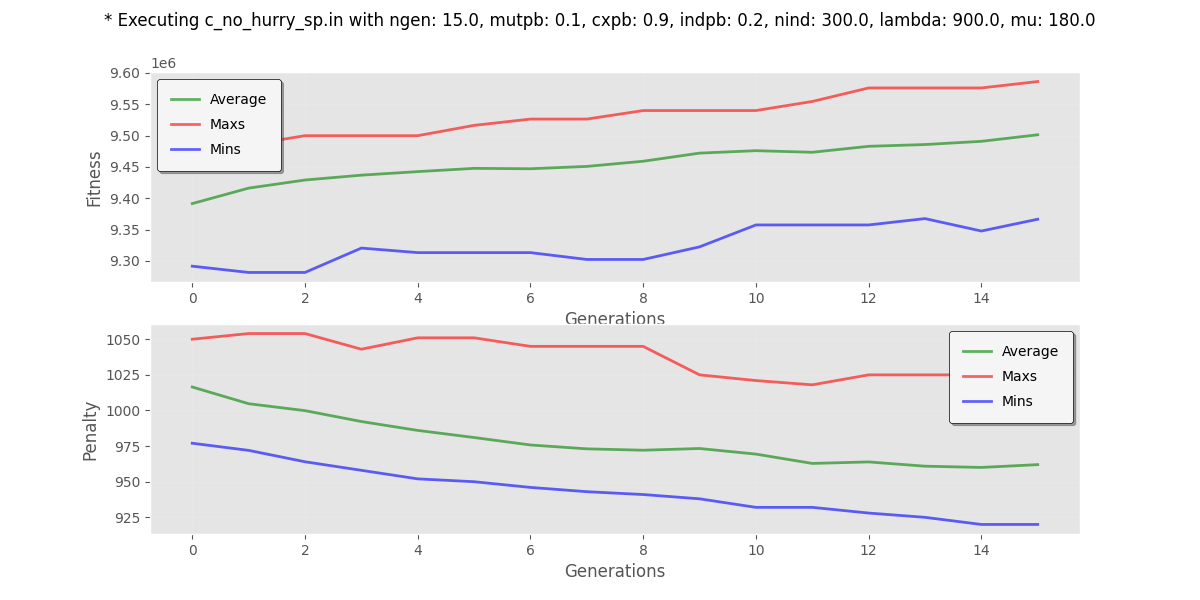 * Executing c_no_hurry_sp.in with ngen: 15.0, mutpb: 0.1, cxpb: 0.9, indpb: 0.2, nind: 300.0, lambda: 900.0, mu: 180.0
1e6
9.60
9.55
9.50
9.45
9.40
9.35
9.30
Fitness
Average
Maxs
Mins
0 2 4 6 8 10 12 14
Generations
1050
1025
1000
975
950
925
Penalty
Average
Maxs
Mins
0 2 4 6 8 10 12 14
Generations